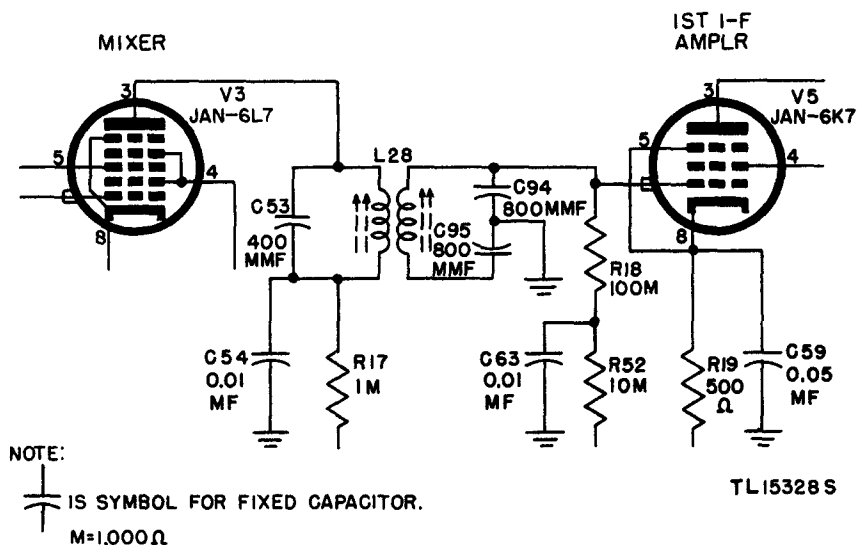 MIXER
1ST I-F
AMPLR
3
V3
JAN-6L7
5
4
8
L28
C53
400
MMF
C94
800MMF
C95
800
MMF
3
V5
JAN-6K7
5
4
8
R18
100M
C54
0.01
MF
R17
1M
C63
0.01
MF
R52
10M
R19
500
Ω
C59
0.05
MF
NOTE:
IS SYMBOL FOR FIXED CAPACITOR.
M=1,000Ω
TL15328S